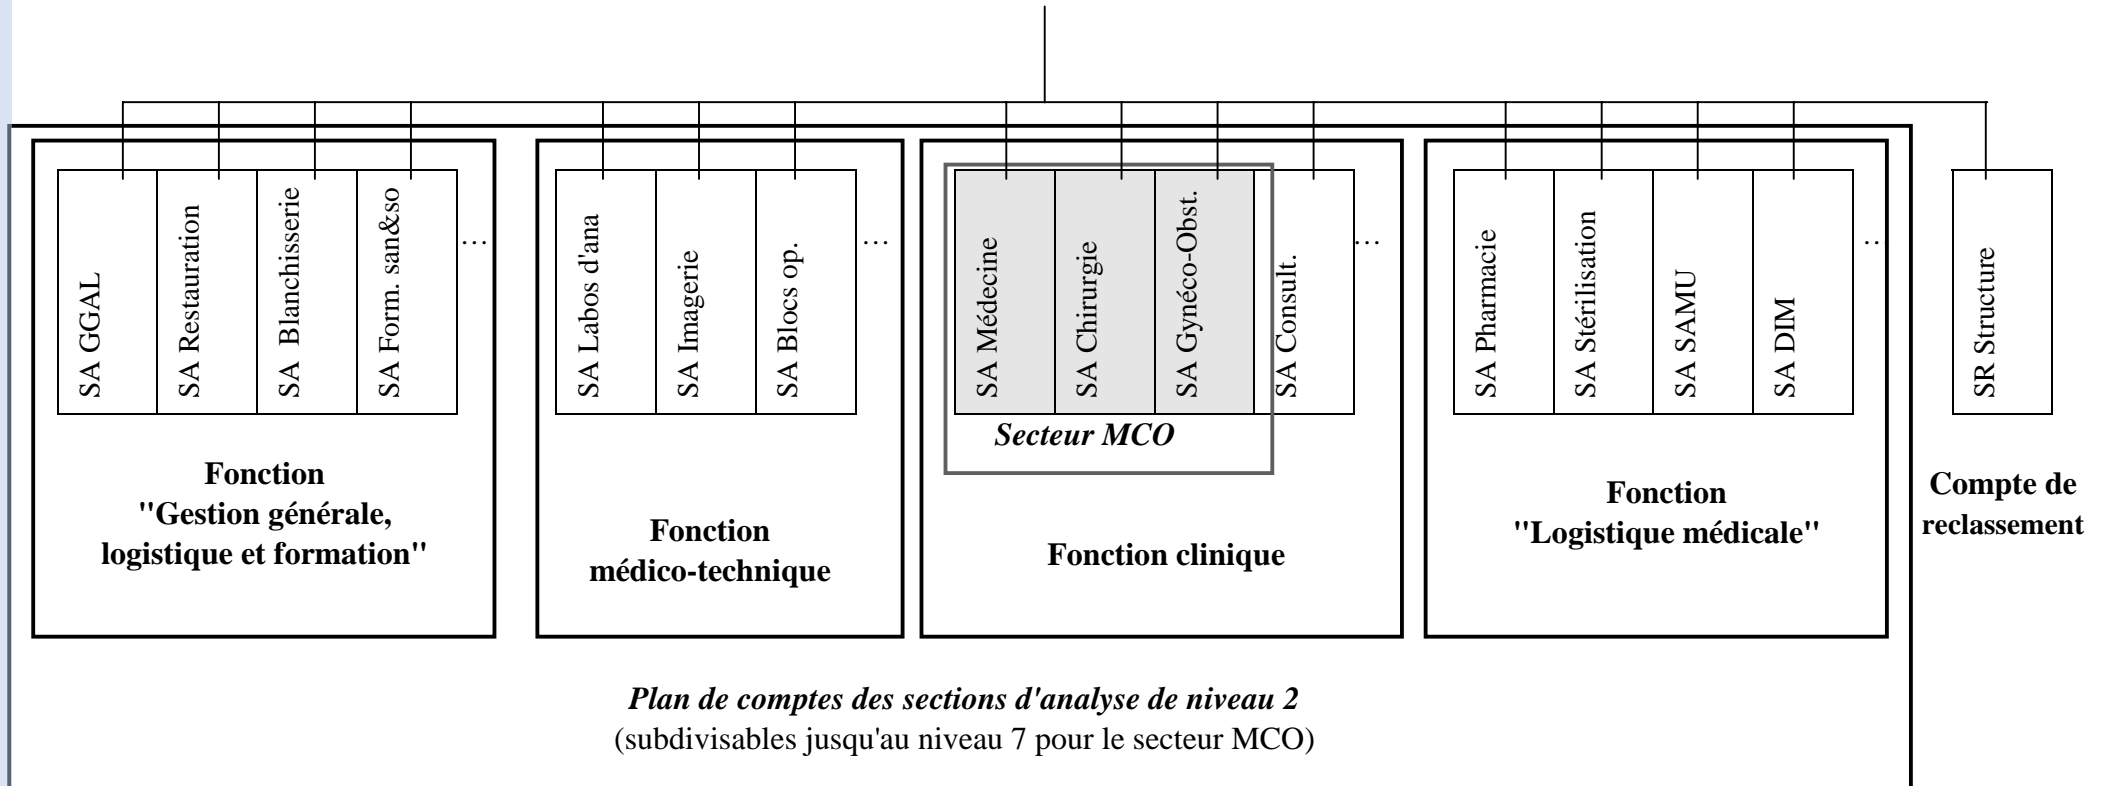 SA GGAL
SA Restauration
SA Blanchisserie
SA Form. san&so
...
Fonction
"Gestion générale,
logistique et formation"
SA Labos d'ana
SA Imagerie
SA Blocs op.
...
Fonction
médico-technique
SA Médecine
SA Chirurgie
SA Gynéco-Obst.
SA Consult.
...
Secteur MCO
Fonction clinique
SA Pharmacie
SA Stérilisation
SA SAMU
SA DIM
..
Fonction
"Logistique médicale"
SR Structure
Compte de
reclassement
Plan de comptes des sections d'analyse de niveau 2
(subdivisables jusqu'au niveau 7 pour le secteur MCO)